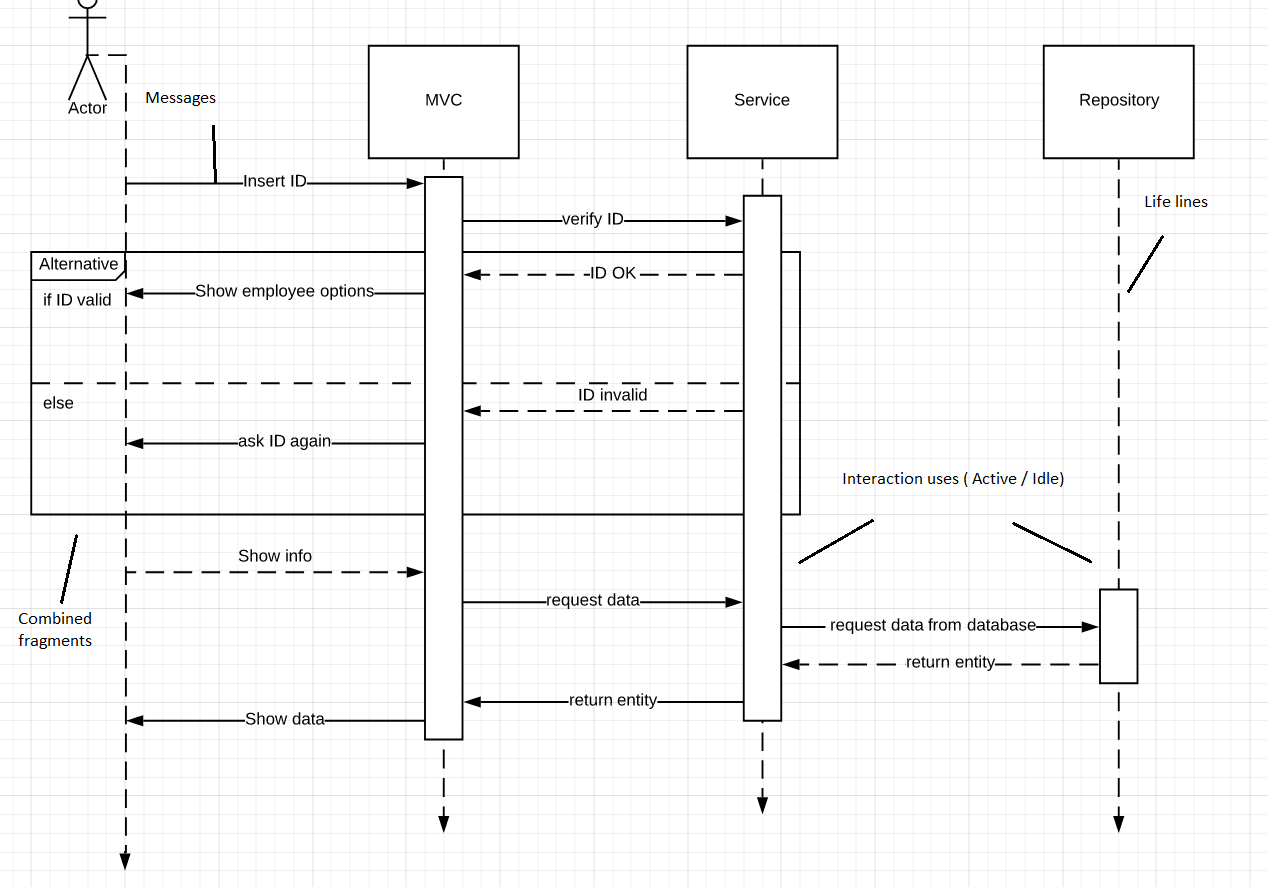 Actor
Messages
MVC
Service
Repository
Insert ID
Life lines
verify ID
Alternative
-ID OK
Show employee options
if ID valid
ID invalid
else
ask ID again
Interaction uses ( Active / Idle)
Show info
request data
Combined
fragments
request data from database
return entity
return entity
Show data